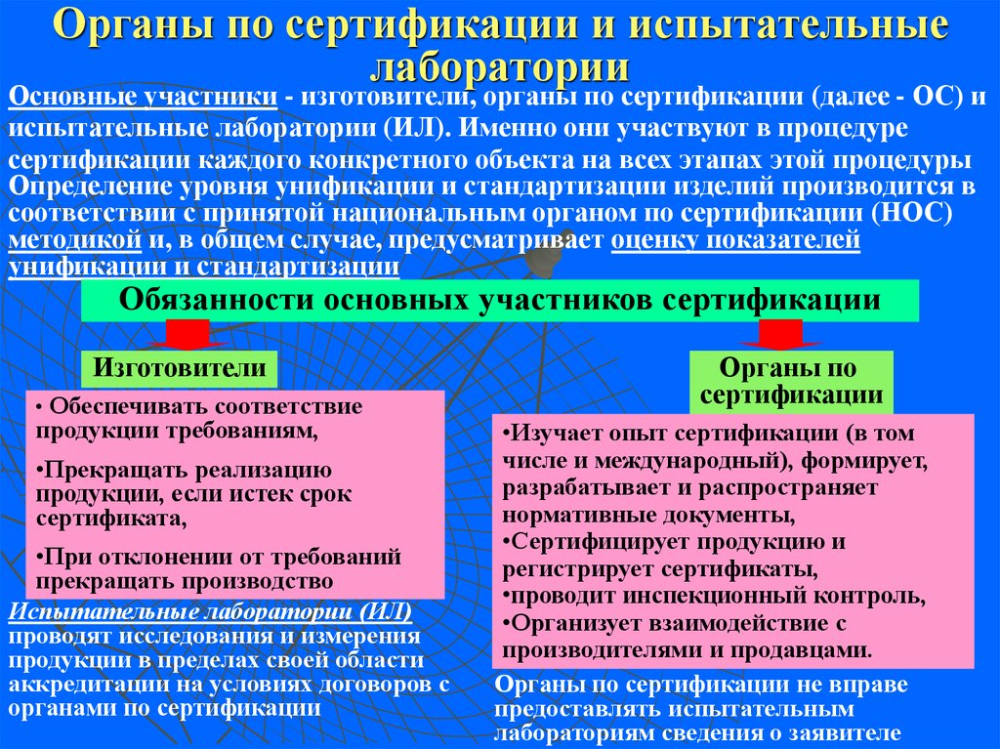 Органы по сертификации и испытательные
лаборатории
Основные участники - изготовители, органы по сертификации (далее - ОС) и
испытательные лаборатории (ИЛ). Именно они участвуют в процедуре
сертификации каждого конкретного объекта на всех этапах этой процедуры
Определение уровня унификации и стандартизации изделий производится в
соответствии с принятой национальным органом по сертификации (НОС)
методикой и, в общем случае, предусматривает оценку показателей
унификации и стандартизации
Обязанности основных участников сертификации
Изготовители
• Обеспечивать соответствие
продукции требованиям,
•Прекращать реализацию
продукции, если истек срок
сертификата,
•При отклонении от требований
прекращать производство
Испытательные лаборатории (ИЛ)
проводят исследования и измерения
продукции в пределах своей области
аккредитации на условиях договоров с
органами по сертификации
Органы по
сертификации
•Изучает опыт сертификации (в том
числе и международный), формирует,
разрабатывает и распространяет
нормативные документы,
•Сертифицирует продукцию и
регистрирует сертификаты,
•проводит инспекционный контроль,
•Организует взаимодействие с
производителями и продавцами.
Органы по сертификации не вправе
предоставлять испытательным
лабораториям сведения о заявителе